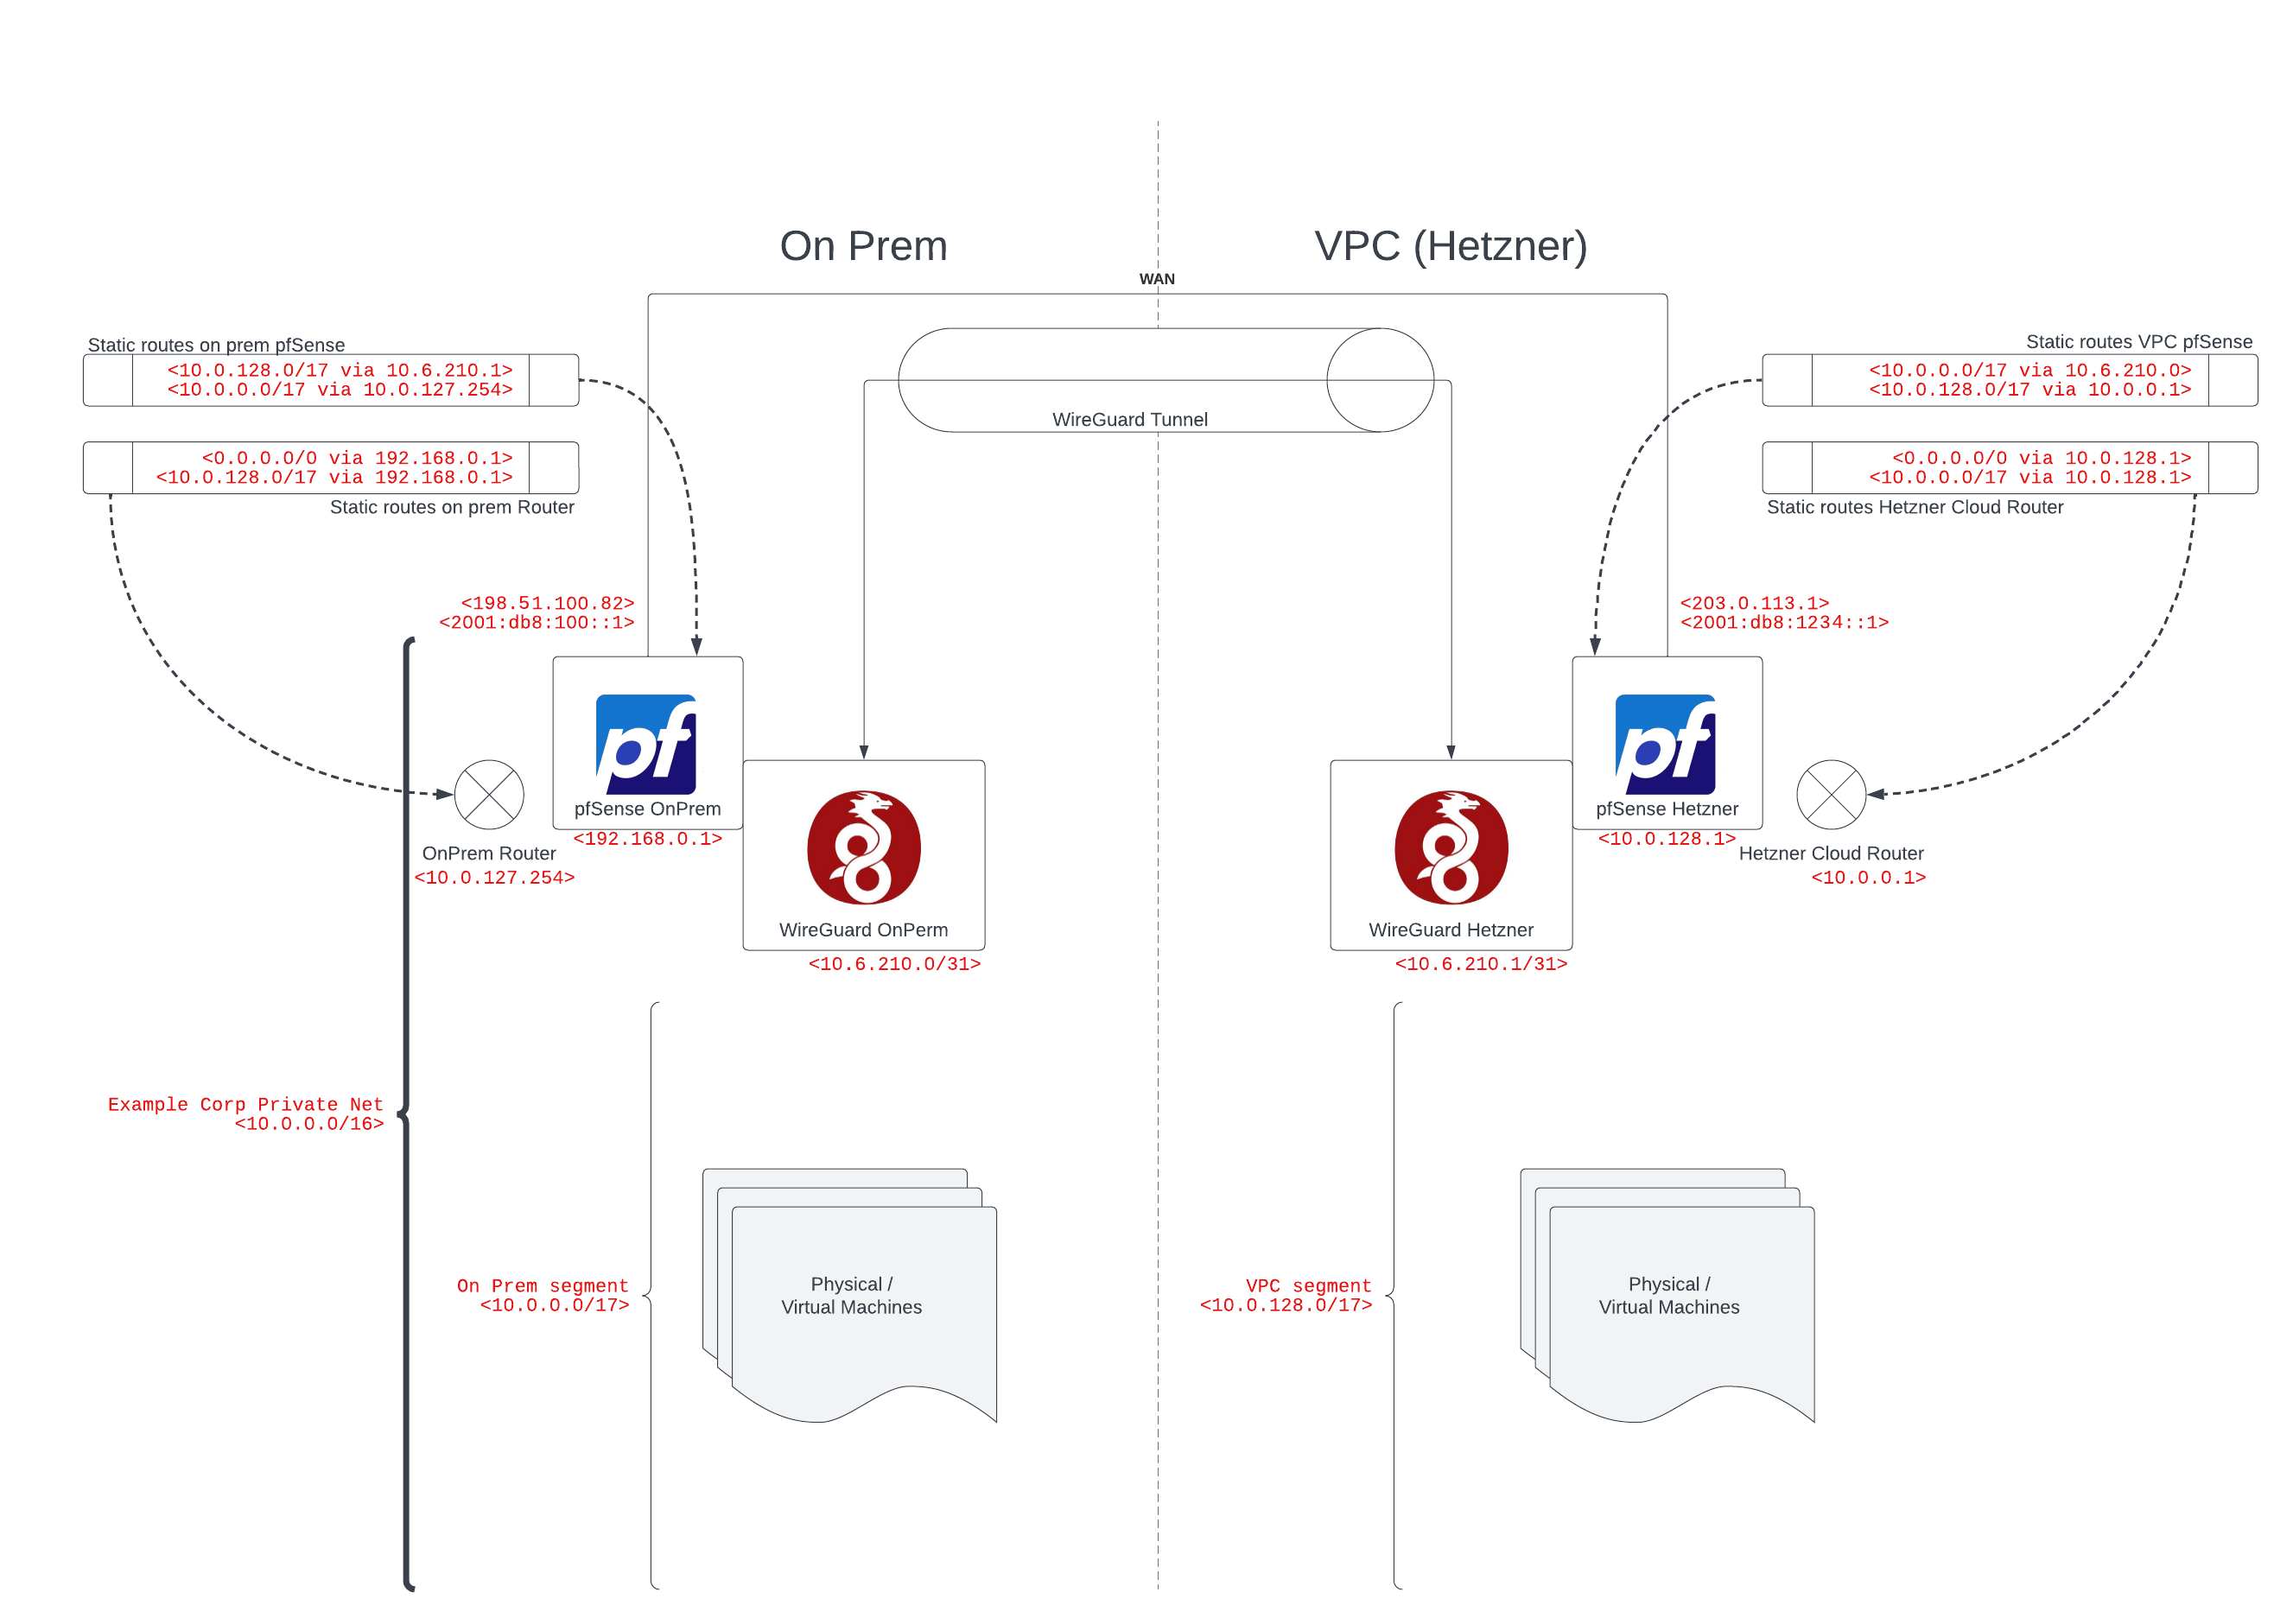 On Prem
VPC (Hetzner)
WAN
Static routes on prem pfSense
<10.0.128.0/17 via 10.6.210.1>
<10.0.0.0/17 via 10.0.127.254>
<0.0.0.0/0 via 192.168.0.1>
<10.0.128.0/17 via 192.168.0.1>
Static routes on prem Router
WireGuard Tunnel
Static routes VPC pfSense
<10.0.0.0/17 via 10.6.210.0>
<10.0.128.0/17 via 10.0.0.1>
<0.0.0.0/0 via 10.0.128.1>
<10.0.0.0/17 via 10.0.128.1>
Static routes Hetzner Cloud Router
<198.51.100.82>
<2001:db8:100::1>
<203.0.113.1>
<2001:db8:1234::1>
pf
pfSense OnPrem
<192.168.0.1>
OnPrem Router
<10.0.127.254>
WireGuard OnPerm
<10.6.210.0/31>
pf
pfSense Hetzner
<10.0.128.1>
Hetzner Cloud Router
<10.0.0.1>
WireGuard Hetzner
<10.6.210.1/31>
Example Corp Private Net
<10.0.0.0/16>
On Prem segment
<10.0.0.0/17>
Physical /
Virtual Machines
VPC segment
<10.0.128.0/17>
Physical /
Virtual Machines